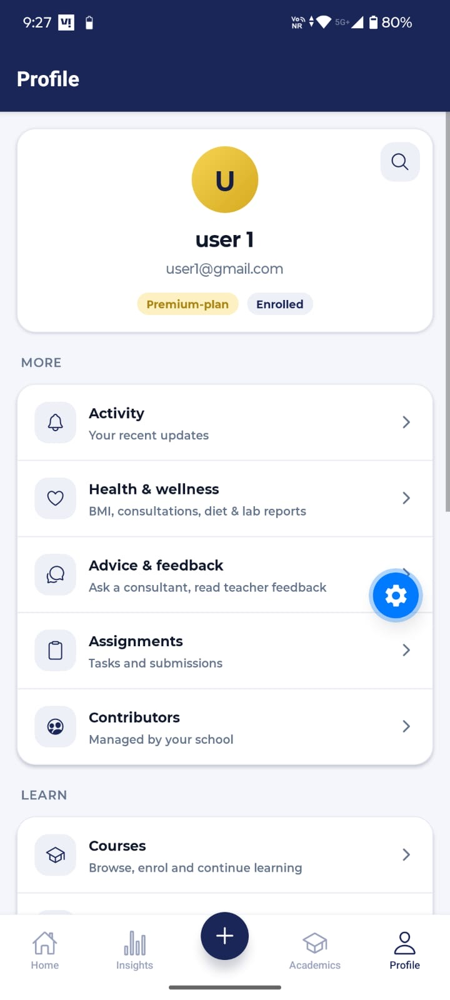 9:27
Vo
NR
5G+
80%
Profile
U
user 1
user1@gmail.com
Premium-plan
Enrolled
MORE
Activity
Your recent updates
Health & wellness
BMI, consultations, diet & lab reports
Advice & feedback
Ask a consultant, read teacher feedback
Assignments
Tasks and submissions
Contributors
Managed by your school
LEARN
Courses
Browse, enrol and continue learning
Home
Insights
Academics
Profile